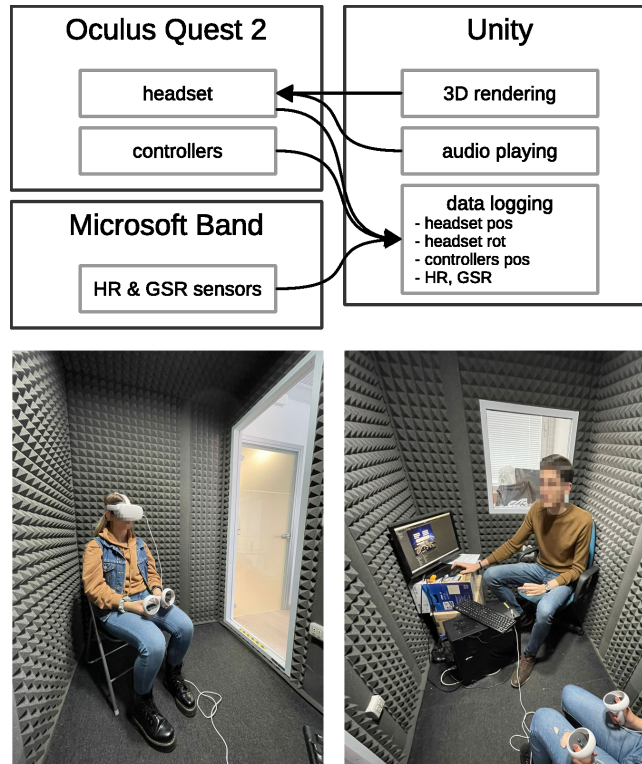 Oculus Quest 2
headset
controllers
Microsoft Band
HR & GSR sensors
Unity
3D rendering
audio playing
data logging
- headset pos
- headset rot
- controllers pos
- HR, GSR